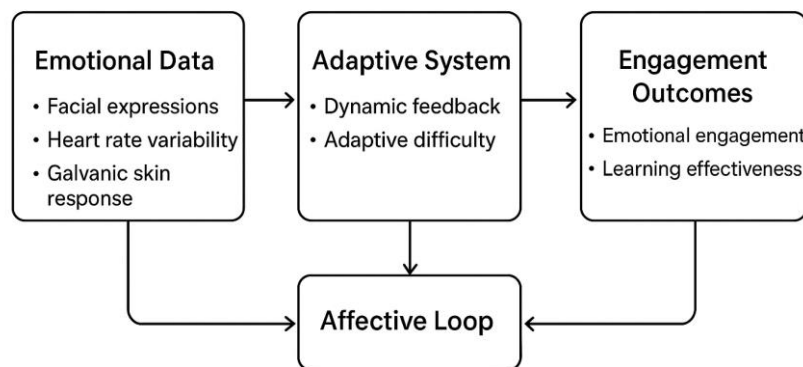 Emotional Data
• Facial expressions
• Heart rate variability
• Galvanic skin
response
Adaptive System
• Dynamic feedback
• Adaptive difficulty
Engagement
Outcomes
• Emotional engagement
• Learning effectiveness
Affective Loop